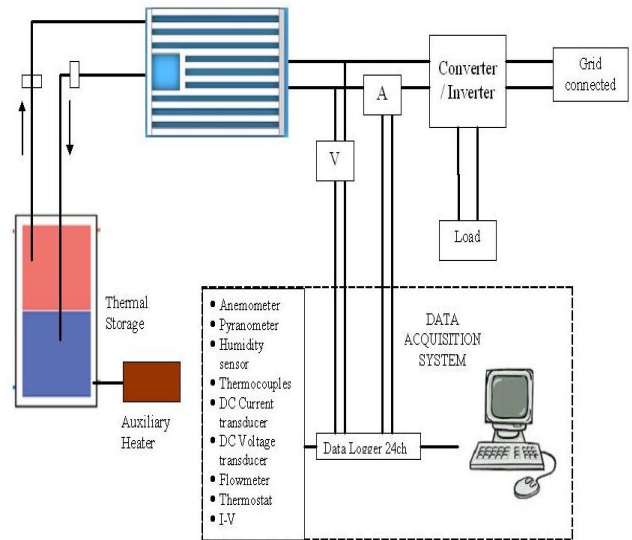 Converter
/ Inverter
Grid
connected
A
V
Load
Thermal
Storage
Auxiliary
Heater
• Anemometer
• Pyranometer
• Humidity
sensor
• Thermocouples
• DC Current
transducer
• DC Voltage
transducer
• Flowmeter
• Thermostat
• I-V
DATA
ACQUISITION
SYSTEM
Data Logger 24ch